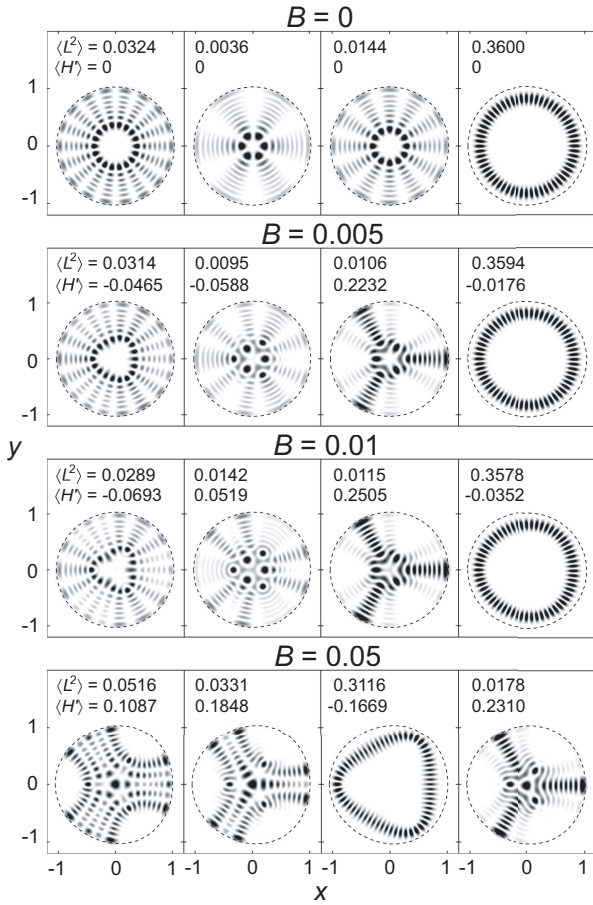 B = 0
⟨L²⟩ = 0.0324 0.0036 0.0144 0.3600
⟨H'⟩ = 0 0 0 0
1
0
-1
B = 0.005
⟨L²⟩ = 0.0314 0.0095 0.0106 0.3594
⟨H'⟩ = -0.0465 -0.0588 0.2232 -0.0176
1
0
-1
y
B = 0.01
⟨L²⟩ = 0.0289 0.0142 0.0115 0.3578
⟨H'⟩ = -0.0693 0.0519 0.2505 -0.0352
1
0
-1
B = 0.05
⟨L²⟩ = 0.0516 0.0331 0.3116 0.0178
⟨H'⟩ = 0.1087 0.1848 -0.1669 0.2310
1
0
-1
-1 0 1 -1 0 1 -1 0 1 -1 0 1
x